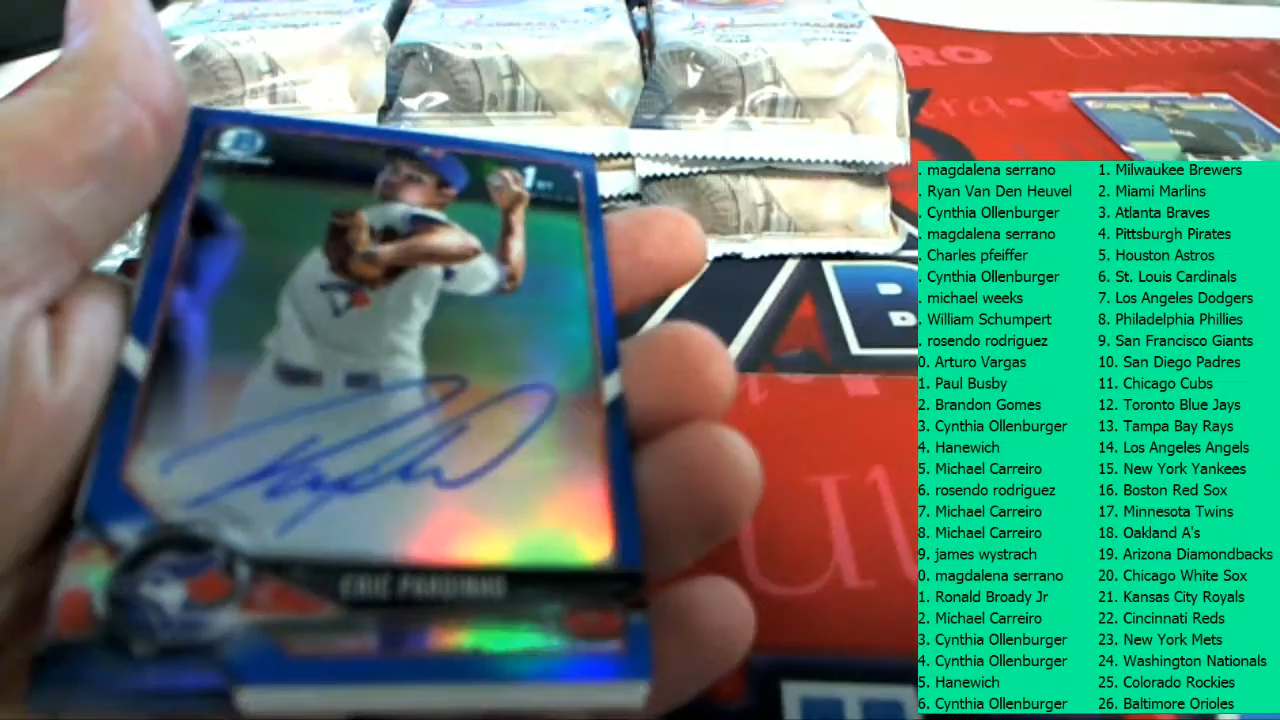 . magdalena serrano 1. Milwaukee Brewers
. Ryan Van Den Heuvel 2. Miami Marlins
. Cynthia Ollenburger 3. Atlanta Braves
. magdalena serrano 4. Pittsburgh Pirates
. Charles pfeiffer 5. Houston Astros
. Cynthia Ollenburger 6. St. Louis Cardinals
. michael weeks 7. Los Angeles Dodgers
. William Schumpert 8. Philadelphia Phillies
. rosendo rodriguez 9. San Francisco Giants
0. Arturo Vargas 10. San Diego Padres
1. Paul Busby 11. Chicago Cubs
2. Brandon Gomes 12. Toronto Blue Jays
3. Cynthia Ollenburger 13. Tampa Bay Rays
4. Hanewich 14. Los Angeles Angels
5. Michael Carreiro 15. New York Yankees
6. rosendo rodriguez 16. Boston Red Sox
7. Michael Carreiro 17. Minnesota Twins
8. Michael Carreiro 18. Oakland A's
9. james wystrach 19. Arizona Diamondbacks
0. magdalena serrano 20. Chicago White Sox
1. Ronald Broady Jr 21. Kansas City Royals
2. Michael Carreiro 22. Cincinnati Reds
3. Cynthia Ollenburger 23. New York Mets
4. Cynthia Ollenburger 24. Washington Nationals
5. Hanewich 25. Colorado Rockies
6. Cynthia Ollenburger 26. Baltimore Orioles
ERIC PARDINHO
Ultra